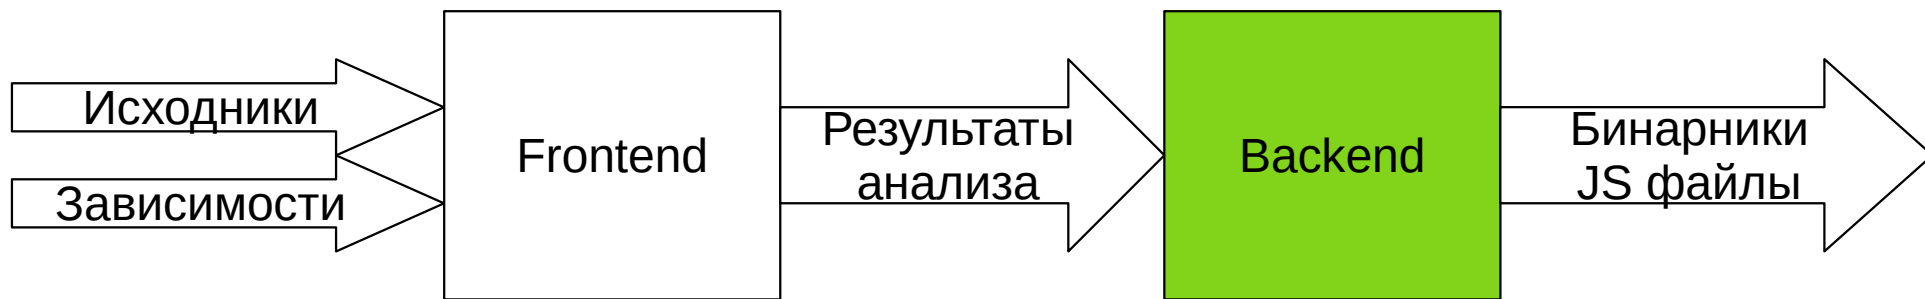 Исходники
Зависимости
Frontend
Результаты
анализа
Backend
Бинарники
JS файлы